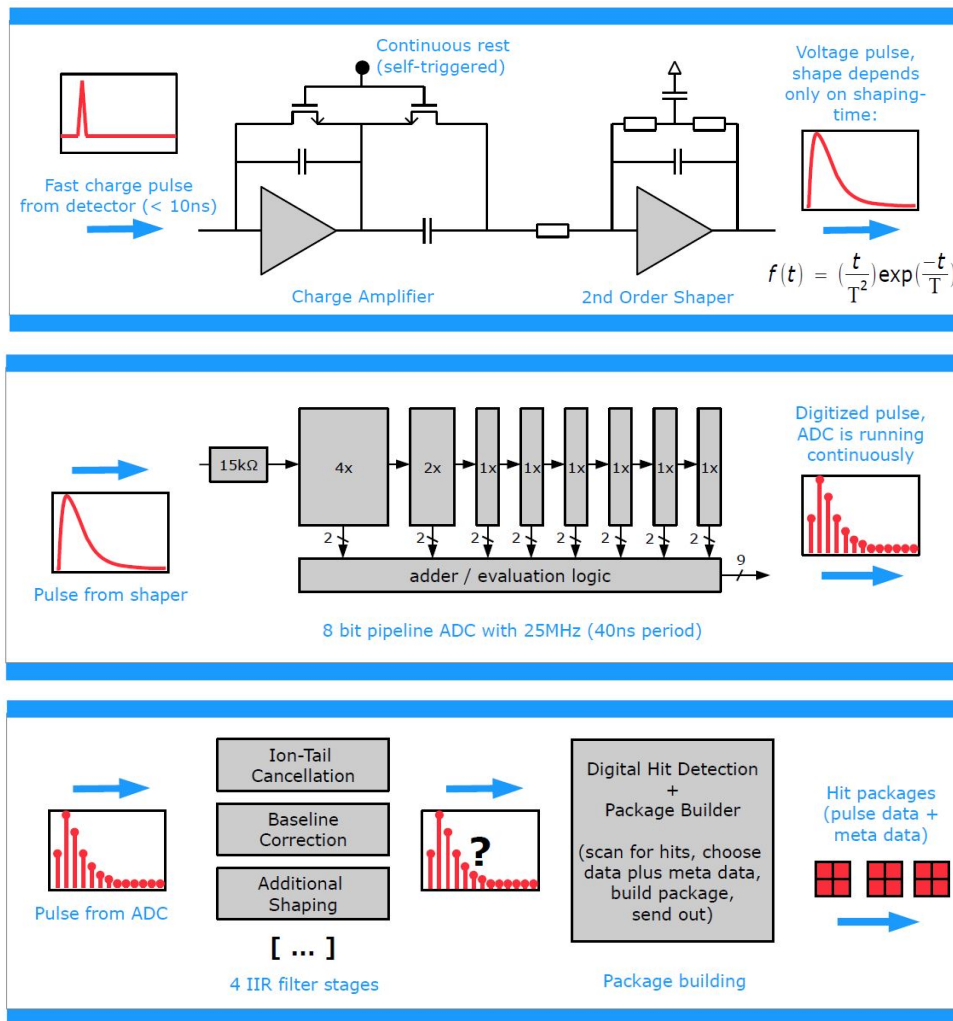 Continuous rest
(self-triggered)
Voltage pulse,
shape depends
only on shaping-
time:
Fast charge pulse
from detector (< 10ns)
f(t) = (t/T²)exp(-t/T)
Charge Amplifier
2nd Order Shaper
Digitized pulse,
ADC is running
continuously
15kΩ
4x
2x
1x
1x
1x
1x
1x
1x
2
2
2
2
2
2
2
2
adder / evaluation logic
9
Pulse from shaper
8 bit pipeline ADC with 25MHz (40ns period)
Ion-Tail
Cancellation
Baseline
Correction
Additional
Shaping
[ ... ]
?
Digital Hit Detection
+
Package Builder
(scan for hits, choose
data plus meta data,
build package,
send out)
Hit packages
(pulse data +
meta data)
Pulse from ADC
4 IIR filter stages
Package building